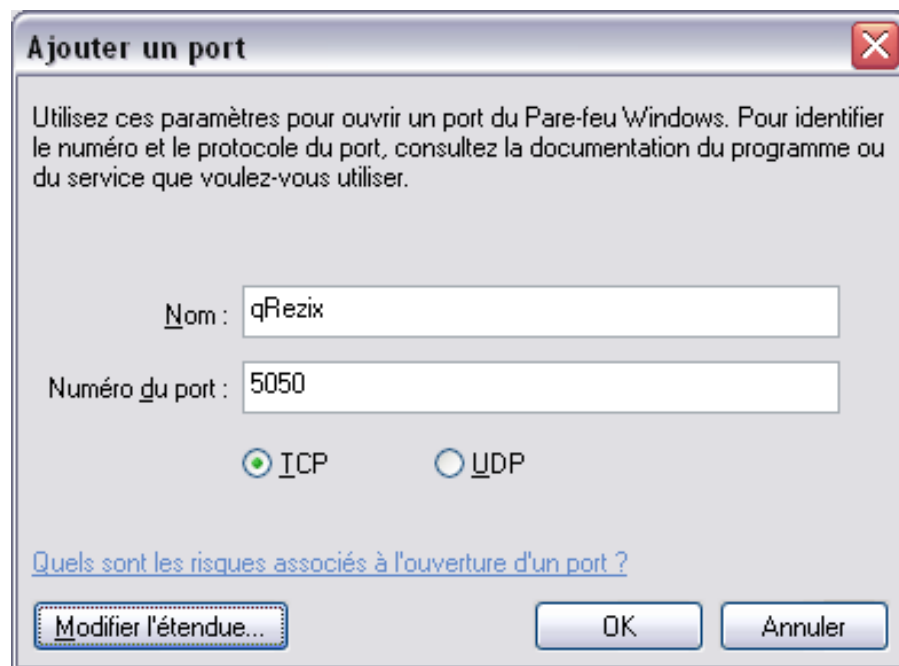 Ajouter un port
Utilisez ces paramètres pour ouvrir un port du Pare-feu Windows. Pour identifier
le numéro et le protocole du port, consultez la documentation du programme ou
du service que voulez-vous utiliser.
Nom : qRezix
Numéro du port : 5050
TCP UDP
Quels sont les risques associés à l'ouverture d'un port ?
Modifier l'étendue... OK Annuler